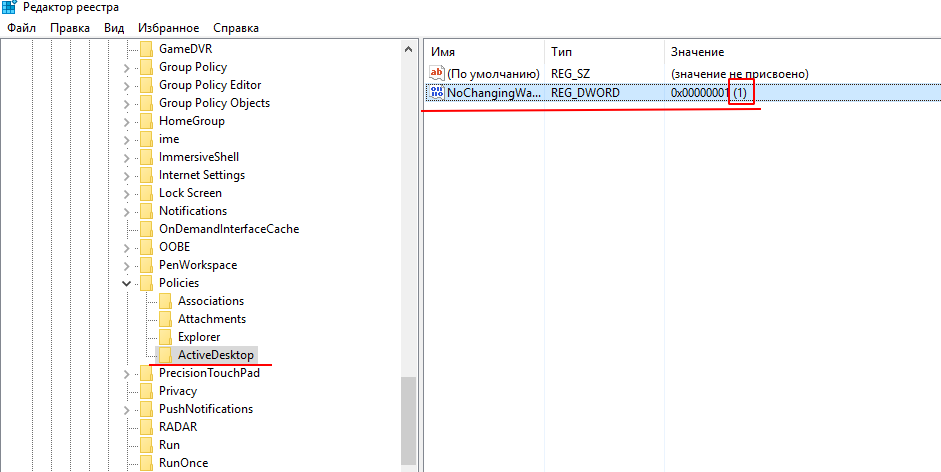 Редактор реестра
Файл Правка Вид Избранное Справка
GameDVR
Group Policy
Group Policy Editor
Group Policy Objects
HomeGroup
ime
ImmersiveShell
Internet Settings
Lock Screen
Notifications
OnDemandInterfaceCache
OOBE
PenWorkspace
Policies
Associations
Attachments
Explorer
ActiveDesktop
PrecisionTouchPad
Privacy
PushNotifications
RADAR
Run
RunOnce
Имя Тип Значение
(По умолчанию) REG_SZ (значение не присвоено)
NoChangingWa... REG_DWORD 0x00000001 (1)